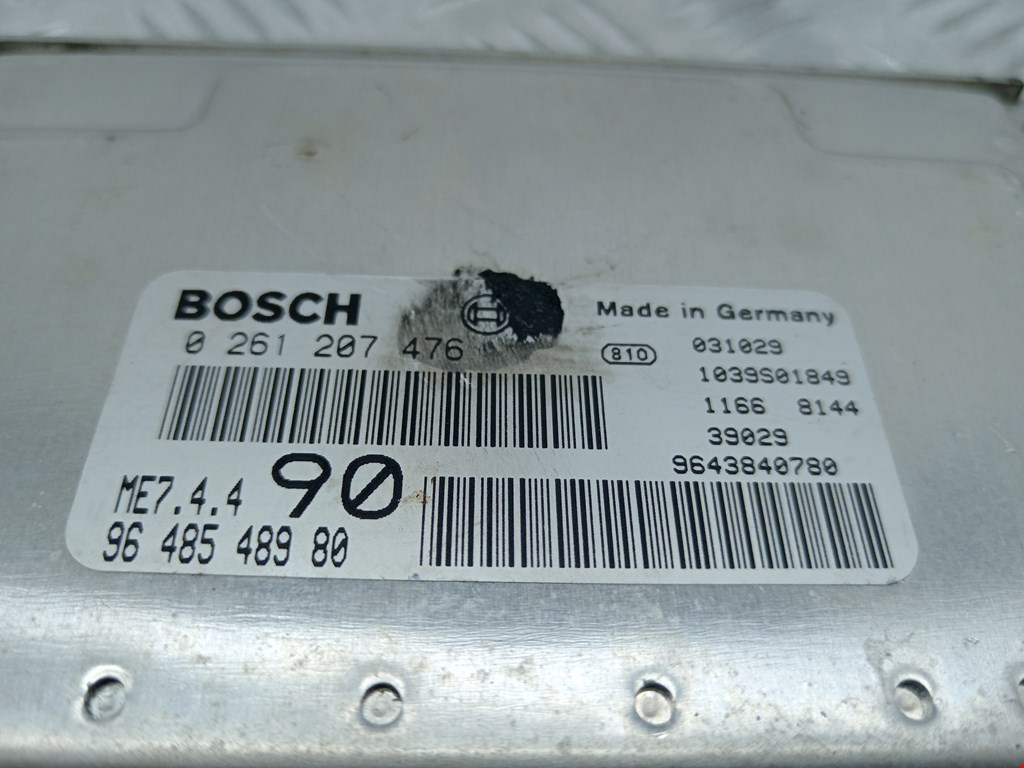 BOSCH
Made in Germany
0 261 207 476
810
031029
1039S01849
1166 8144
39029
9643840780
ME7.4.4
90
96 485 489 80